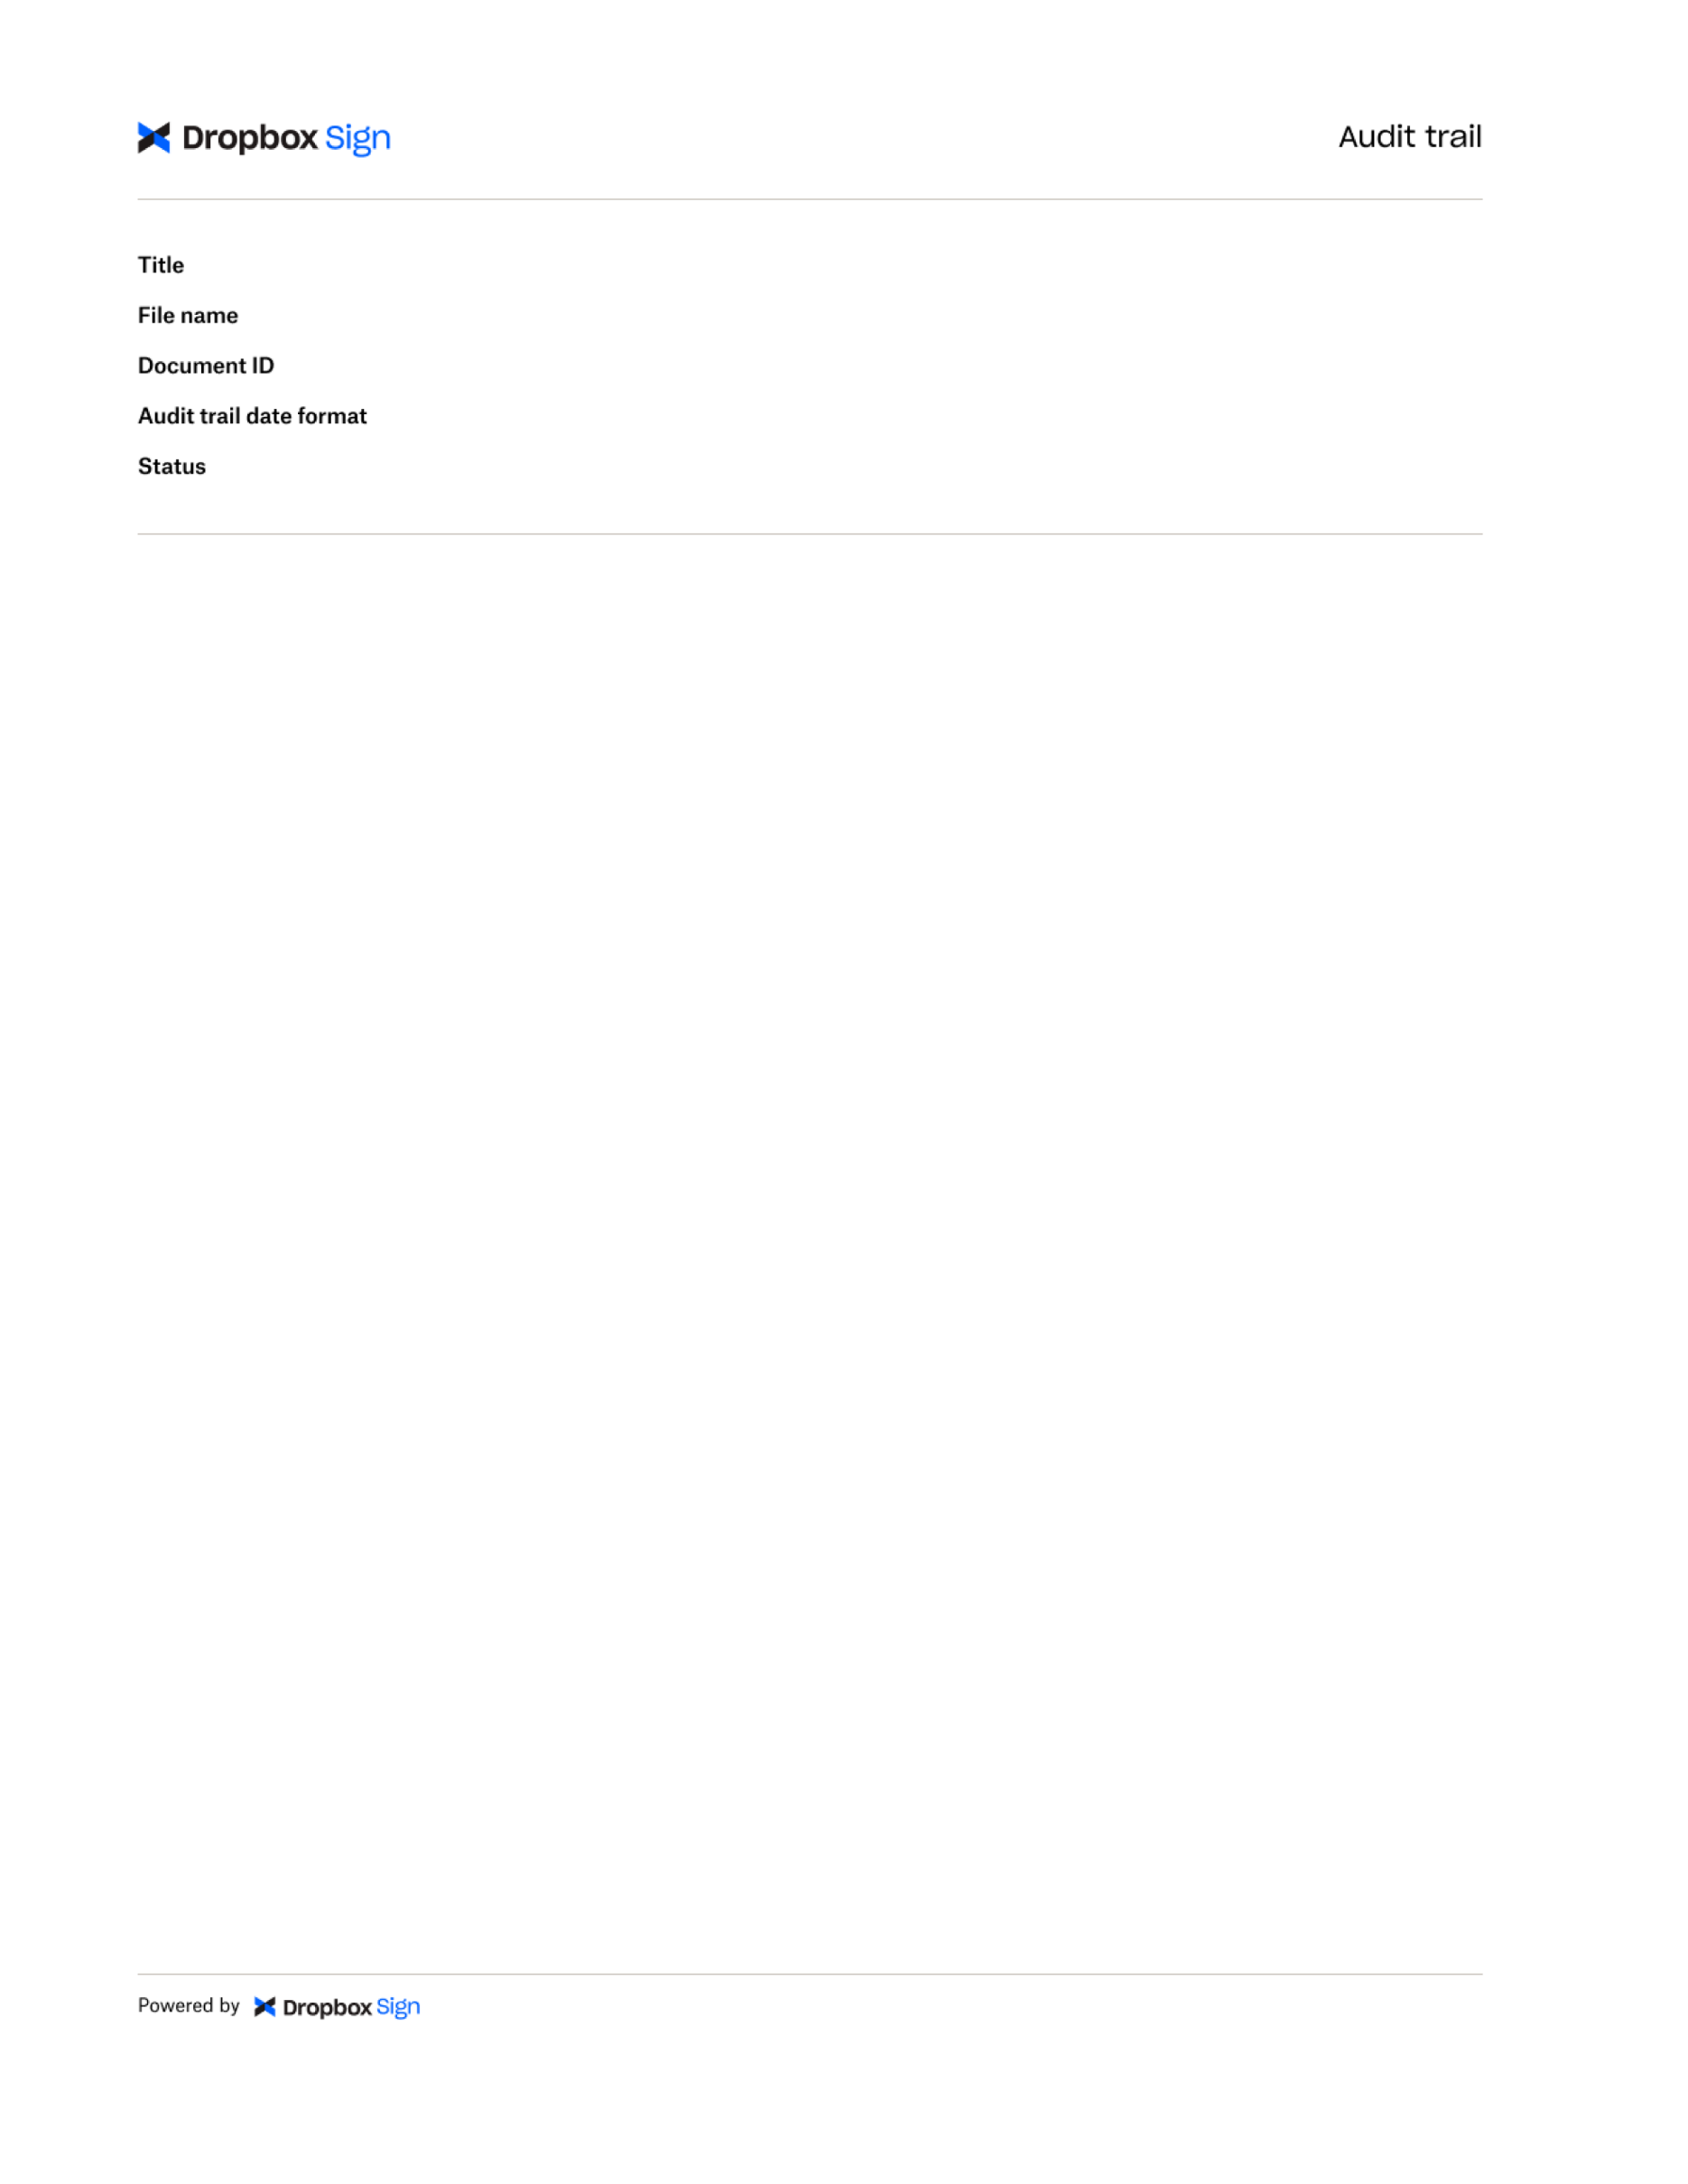 Dropbox Sign
Audit trail
Title
File name
Document ID
Audit trail date format
Status
Powered by Dropbox Sign